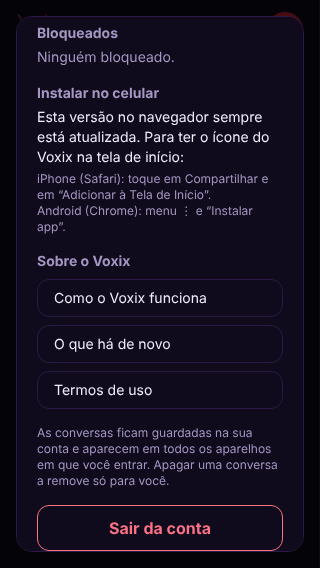 Bloqueados
Ninguém bloqueado.
Instalar no celular
Esta versão no navegador sempre
está atualizada. Para ter o ícone do
Voxix na tela de início:
iPhone (Safari): toque em Compartilhar e
em “Adicionar à Tela de Início”.
Android (Chrome): menu ⋮ e “Instalar
app”.
Sobre o Voxix
Como o Voxix funciona
O que há de novo
Termos de uso
As conversas ficam guardadas na sua
conta e aparecem em todos os aparelhos
em que você entrar. Apagar uma conversa
a remove só para você.
Sair da conta